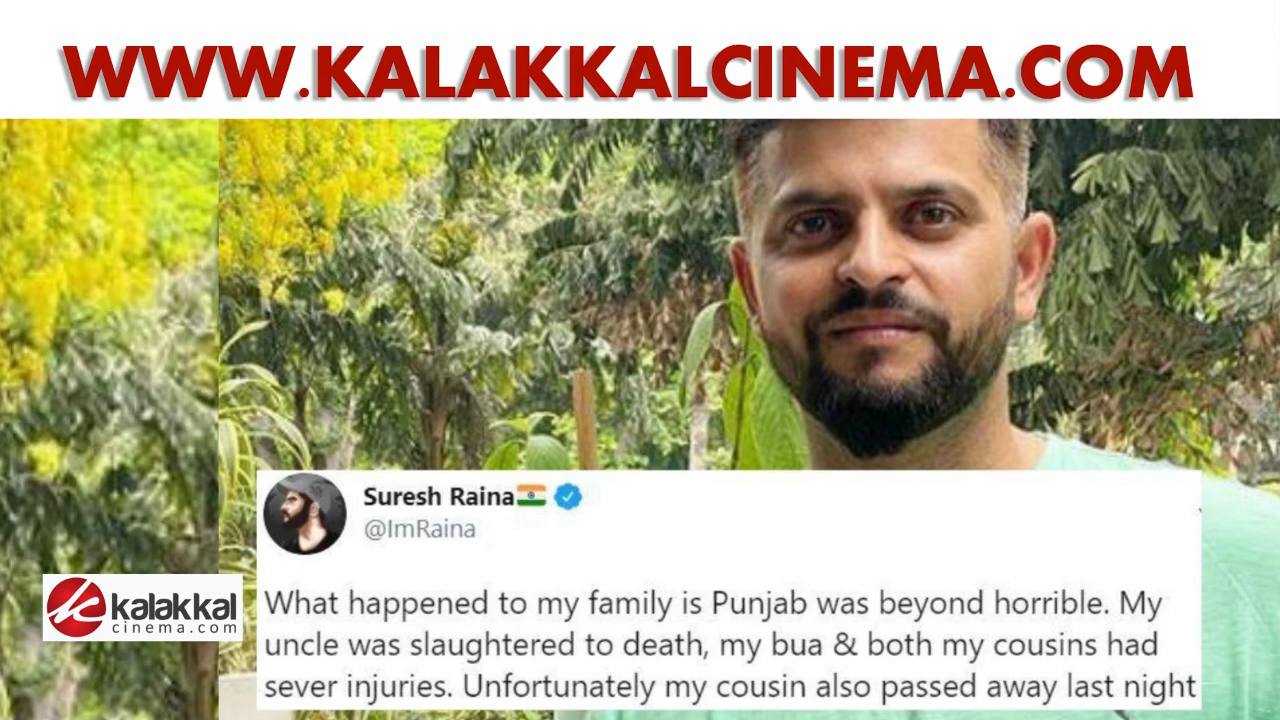 WWW.KALAKKALCINEMA.COM
Suresh Raina
@ImRaina
What happened to my family is Punjab was beyond horrible. My
uncle was slaughtered to death, my bua & both my cousins had
sever injuries. Unfortunately my cousin also passed away last night
kalakkal
cinema.com